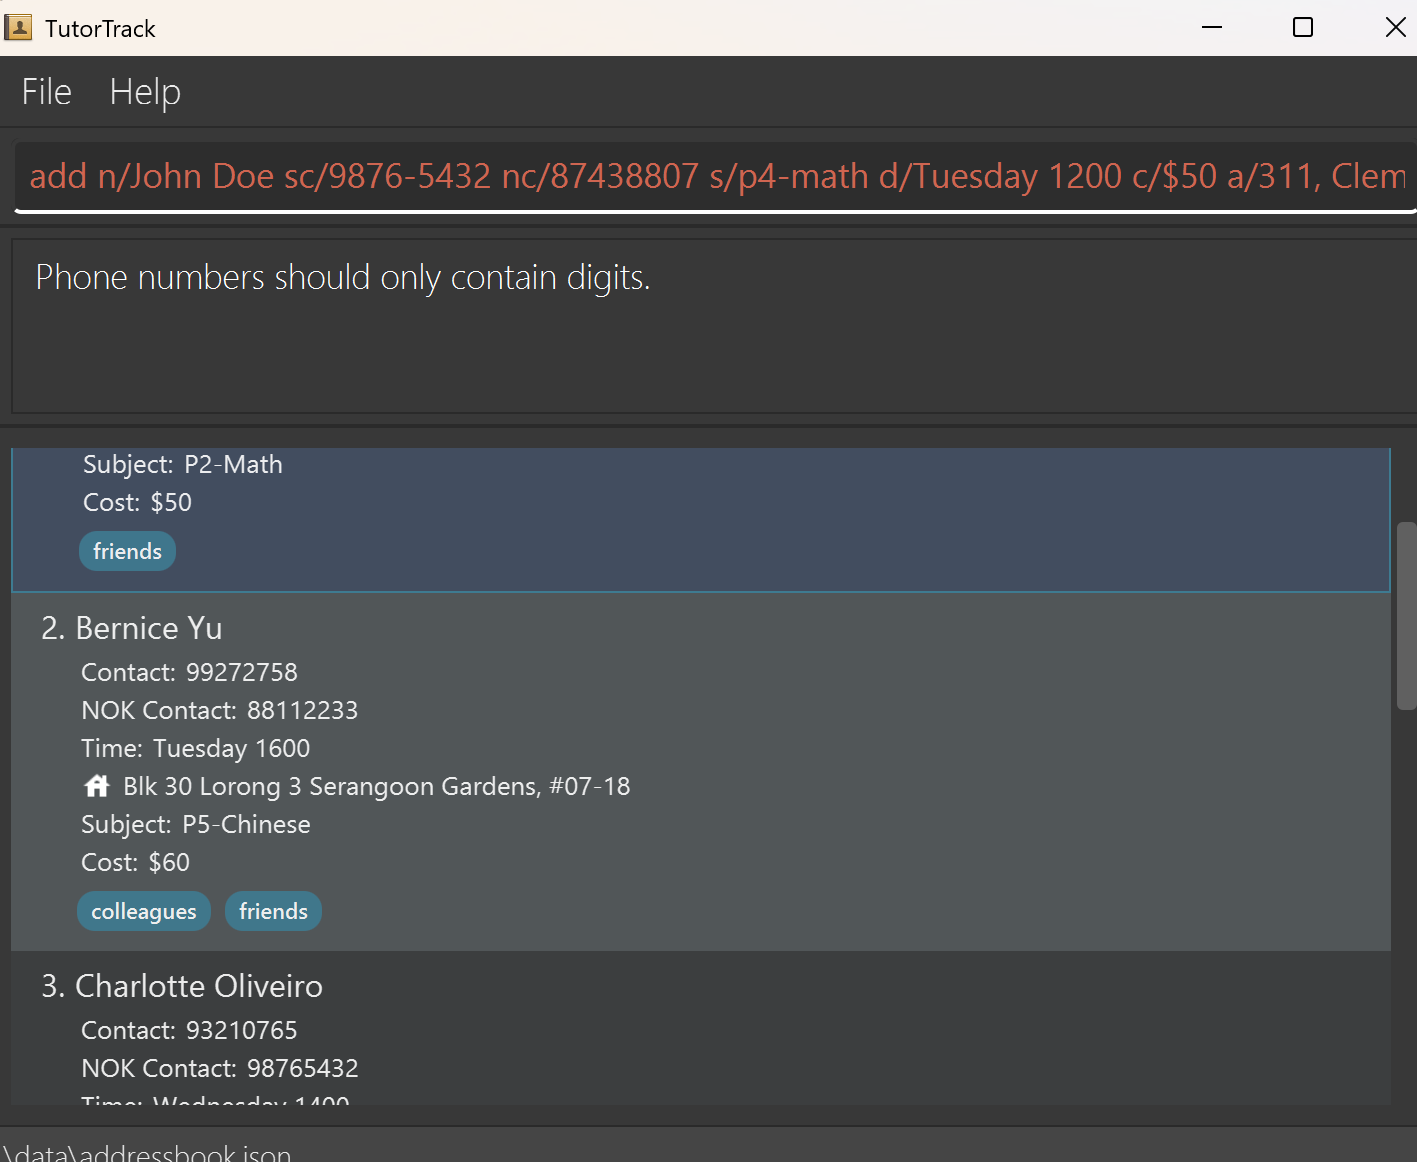 TutorTrack
File Help
add n/John Doe sc/9876-5432 nc/87438807 s/p4-math d/Tuesday 1200 c/$50 a/311, Clem
Phone numbers should only contain digits.
Subject: P2-Math
Cost: $50
friends
2. Bernice Yu
Contact: 99272758
NOK Contact: 88112233
Time: Tuesday 1600
Blk 30 Lorong 3 Serangoon Gardens, #07-18
Subject: P5-Chinese
Cost: $60
colleagues friends
3. Charlotte Oliveiro
Contact: 93210765
NOK Contact: 98765432
Time: Wednesday 1400
\data\addressbook.json